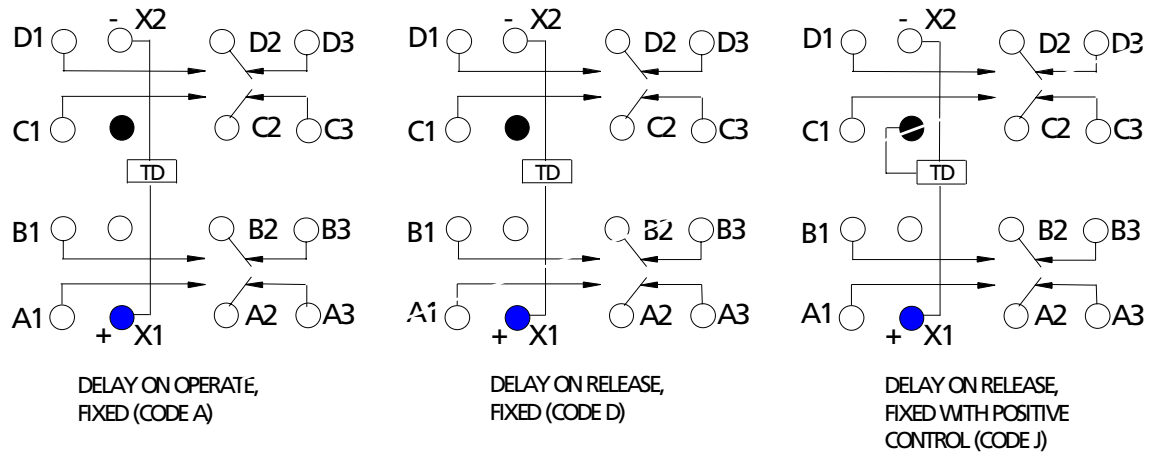 D1 - X2 D2 D3
C1 C2 C3
TD
B1 B2 B3
A1 + X1 A2 A3
DELAY ON OPERATE,
FIXED (CODE A)
D1 - X2 D2 D3
C1 C2 C3
TD
B1 B2 B3
A1 + X1 A2 A3
DELAY ON RELEASE,
FIXED (CODE D)
D1 - X2 D2 D3
C1 C2 C3
TD
B1 B2 B3
A1 + X1 A2 A3
DELAY ON RELEASE,
FIXED WITH POSITIVE
CONTROL (CODE J)